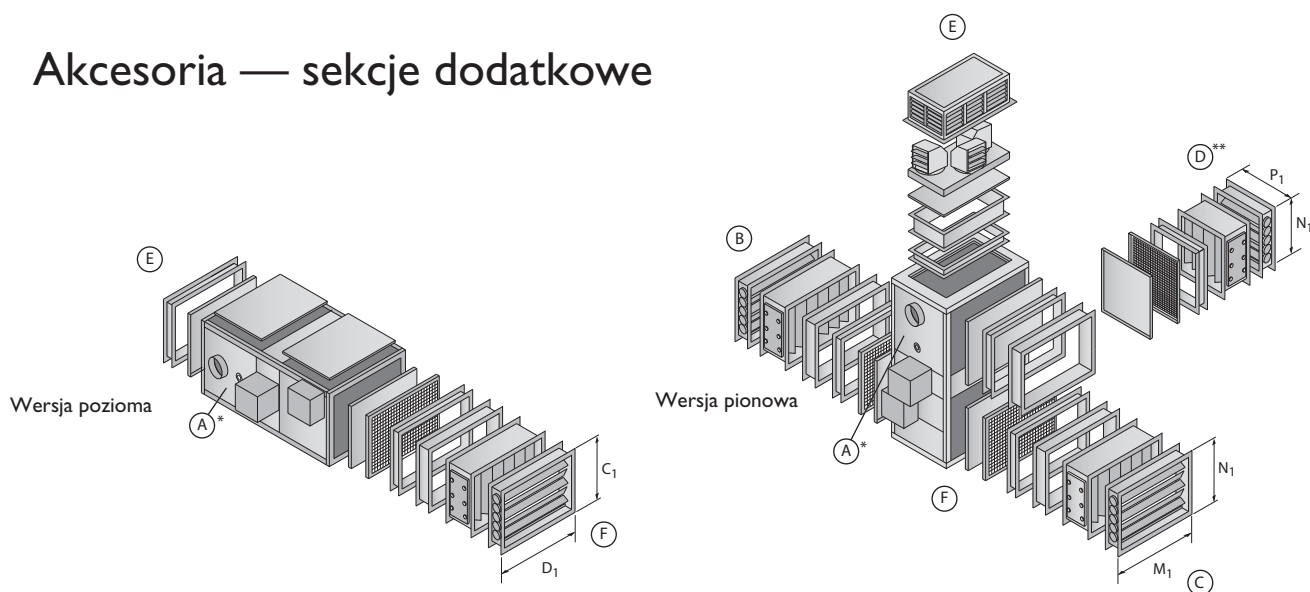 Akcesoria — sekcje dodatkowe
E
D**
P1
N1
B
E
Wersja pozioma
Wersja pionowa
A*
A*
C1
N1
F
F
D1
M1
C